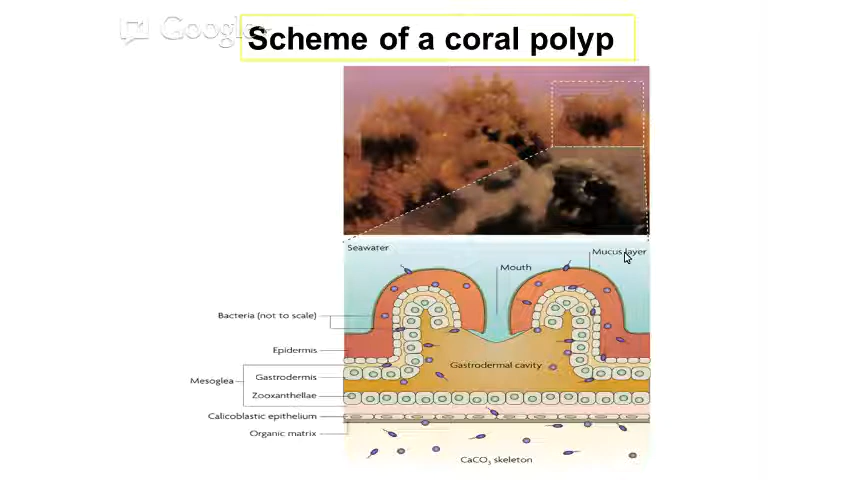 Google
Scheme of a coral polyp
Seawater
Mucus layer
Mouth
Bacteria (not to scale)
Epidermis
Gastrodermal cavity
Mesoglea
Gastrodermis
Zooxanthellae
Calicoblastic epithelium
Organic matrix
CaCO₃ skeleton